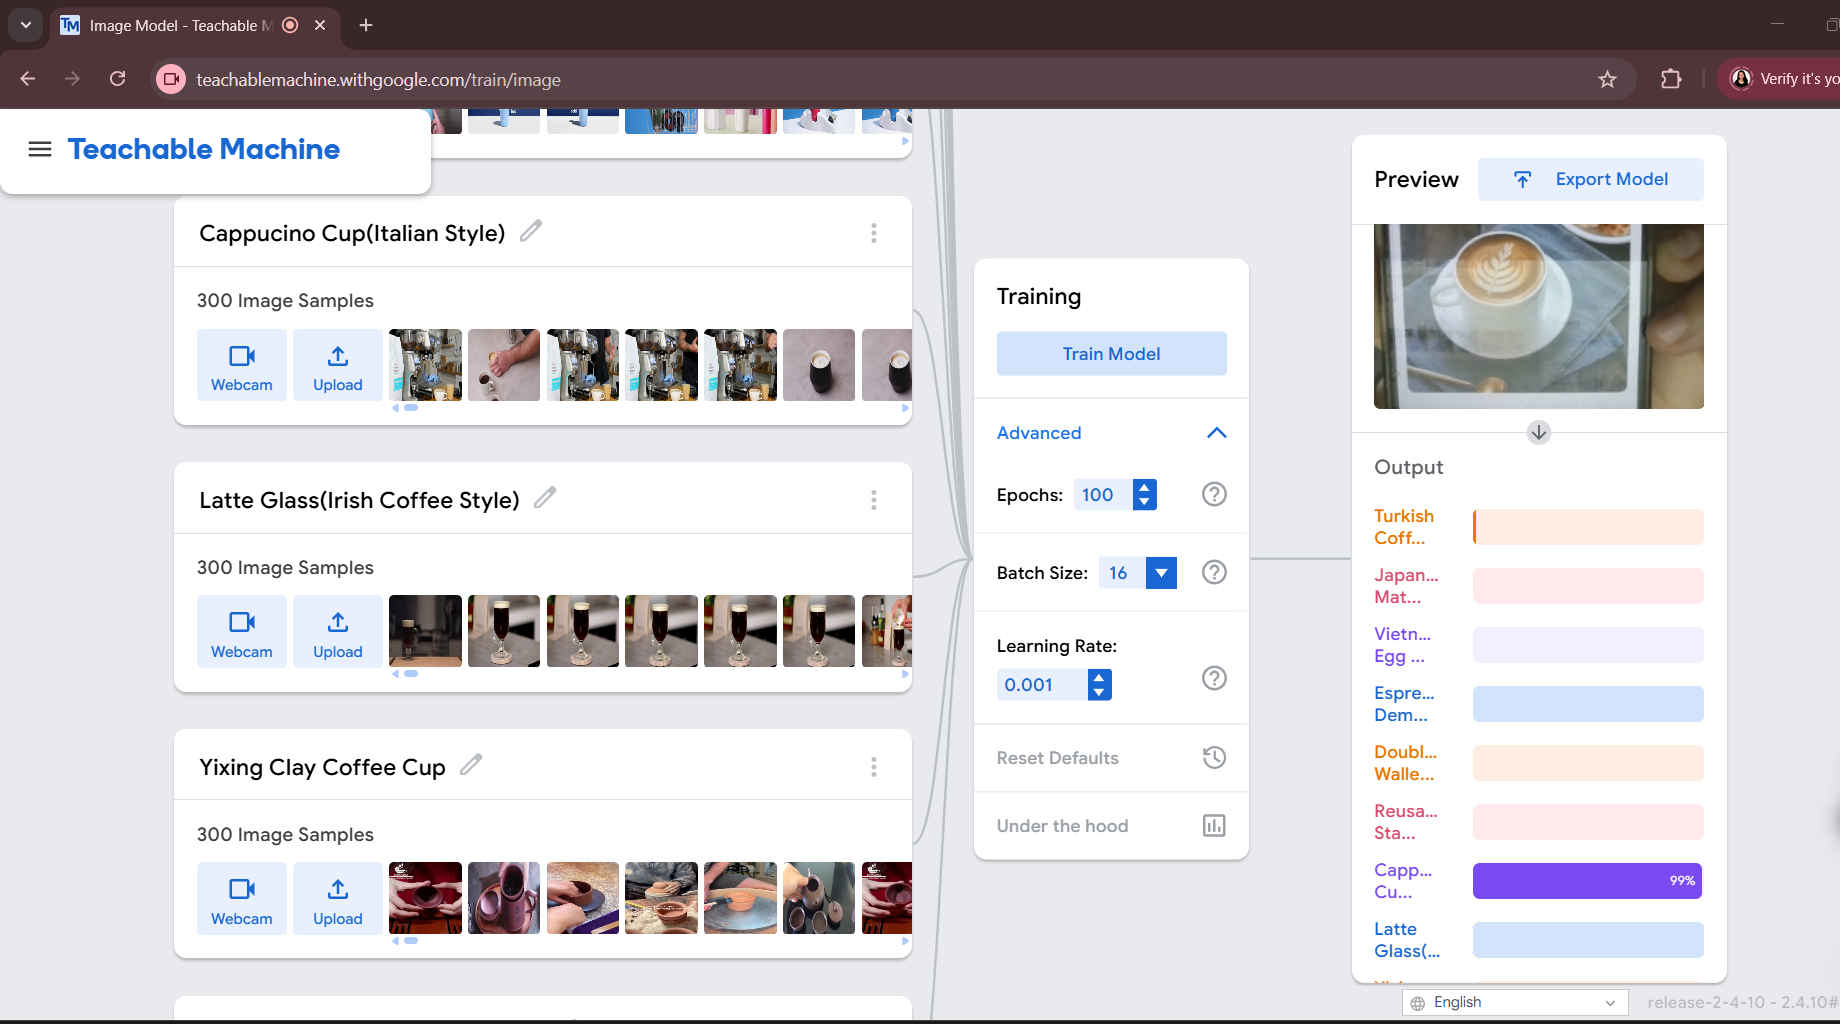 Image Model - Teachable M
teachablemachine.withgoogle.com/train/image
Verify it's yo
Teachable Machine
Cappucino Cup(Italian Style)
300 Image Samples
Webcam
Upload
Latte Glass(Irish Coffee Style)
300 Image Samples
Webcam
Upload
Yixing Clay Coffee Cup
300 Image Samples
Webcam
Upload
Training
Train Model
Advanced
Epochs: 100
Batch Size: 16
Learning Rate:
0.001
Reset Defaults
Under the hood
Preview
Export Model
Output
Turkish
Coff...
Japan...
Mat...
Vietn...
Egg ...
Espre...
Dem...
Doubl...
Walle...
Reusa...
Sta...
Capp...
Cu...
99%
Latte
Glass(...
English
release-2-4-10 - 2.4.10#